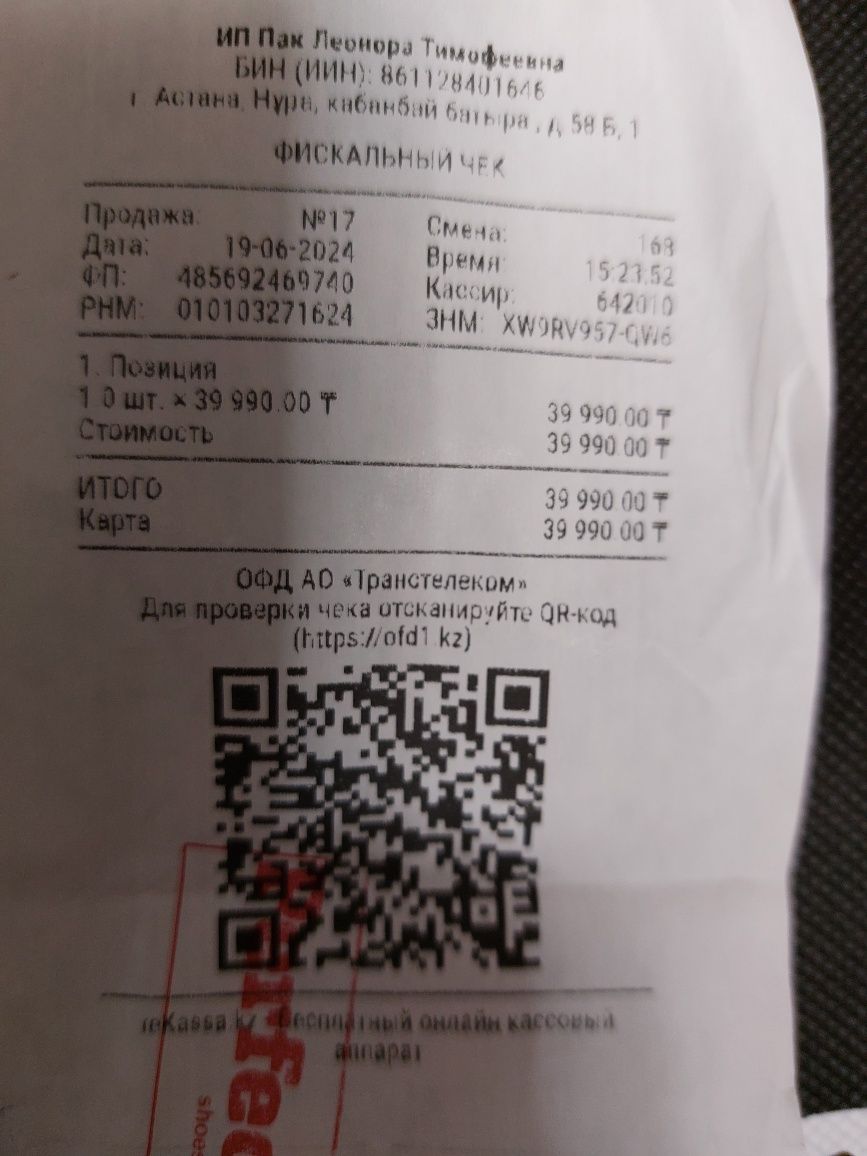 ИП Пак Леонора Тимофеевна
БИН (ИИН): 861128401646
г. Астана, Нура, кабанбай батыра, д 58 Б, 1
ФИСКАЛЬНЫЙ ЧЕК
Продажа: №17 Смена: 168
Дата: 19-06-2024 Время: 15:23:52
ФП: 485692469740 Кассир: 642010
РНМ: 010103271624 ЗНМ: XW9RV957-QW6
1. Позиция
1.0 шт. × 39 990.00 ₸ 39 990.00 ₸
Стоимость 39 990.00 ₸
ИТОГО 39 990.00 ₸
Карта 39 990.00 ₸
ОФД АО «Транстелеком»
Для проверки чека отсканируйте QR-код
(https://ofd1.kz)
reKassa.kz - бесплатный онлайн кассовый
аппарат
shoes